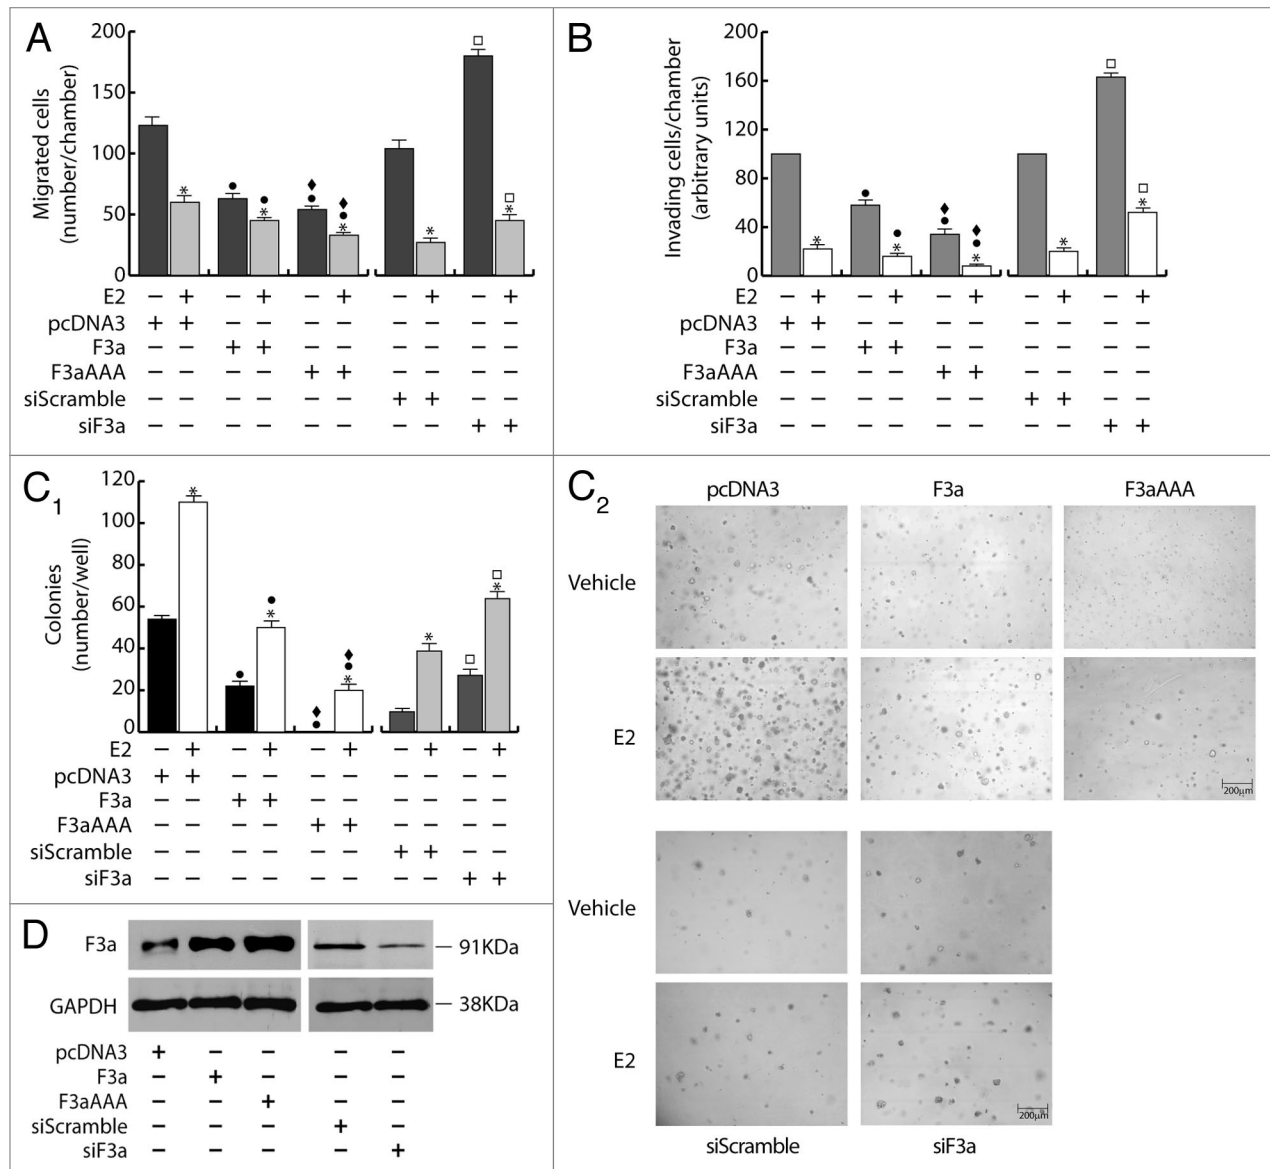 A
Migrated cells
(number/chamber)
200
150
100
50
0
* * * * *
E2 − + − + − + − + − +
pcDNA3 + + − − − − − − − −
− − − − − − − − − −
F3a − − + + − − − − − −
F3aAAA − − − − + + − − − −
siScramble − − − − − − + + − −
siF3a − − − − − − − − + +
B
Invading cells/chamber
(arbitrary units)
200
160
120
80
40
0
* * * * *
E2 − + − + − + − + − +
pcDNA3 + + − − − − − − − −
F3a − − + + − − − − − −
F3aAAA − − − − + + − − − −
siScramble − − − − − − + + − −
siF3a − − − − − − − − + +
C1
Colonies
(number/well)
120
100
80
60
40
20
0
* * * * *
E2 − + − + − + − + − +
pcDNA3 + + − − − − − − − −
F3a − − + + − − − − − −
F3aAAA − − − − + + − − − −
siScramble − − − − − − + + − −
siF3a − − − − − − − − + +
C2
pcDNA3 F3a F3aAAA
Vehicle
E2
200µm
Vehicle
E2
200µm
siScramble siF3a
D
F3a — 91KDa
GAPDH — 38KDa
pcDNA3 + − − − −
F3a − + − − −
F3aAAA − − + − −
siScramble − − − + −
siF3a − − − − +